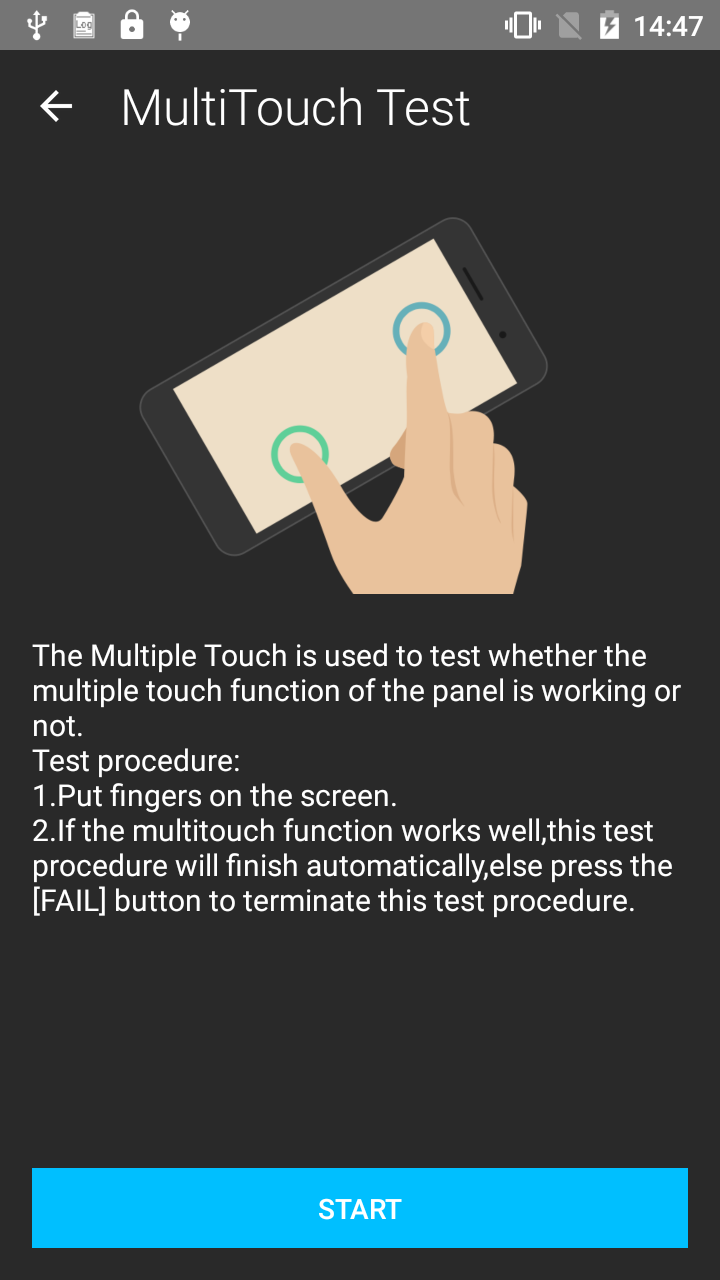 Log
14:47
MultiTouch Test
The Multiple Touch is used to test whether the
multiple touch function of the panel is working or
not.
Test procedure:
1.Put fingers on the screen.
2.If the multitouch function works well,this test
procedure will finish automatically,else press the
[FAIL] button to terminate this test procedure.
START